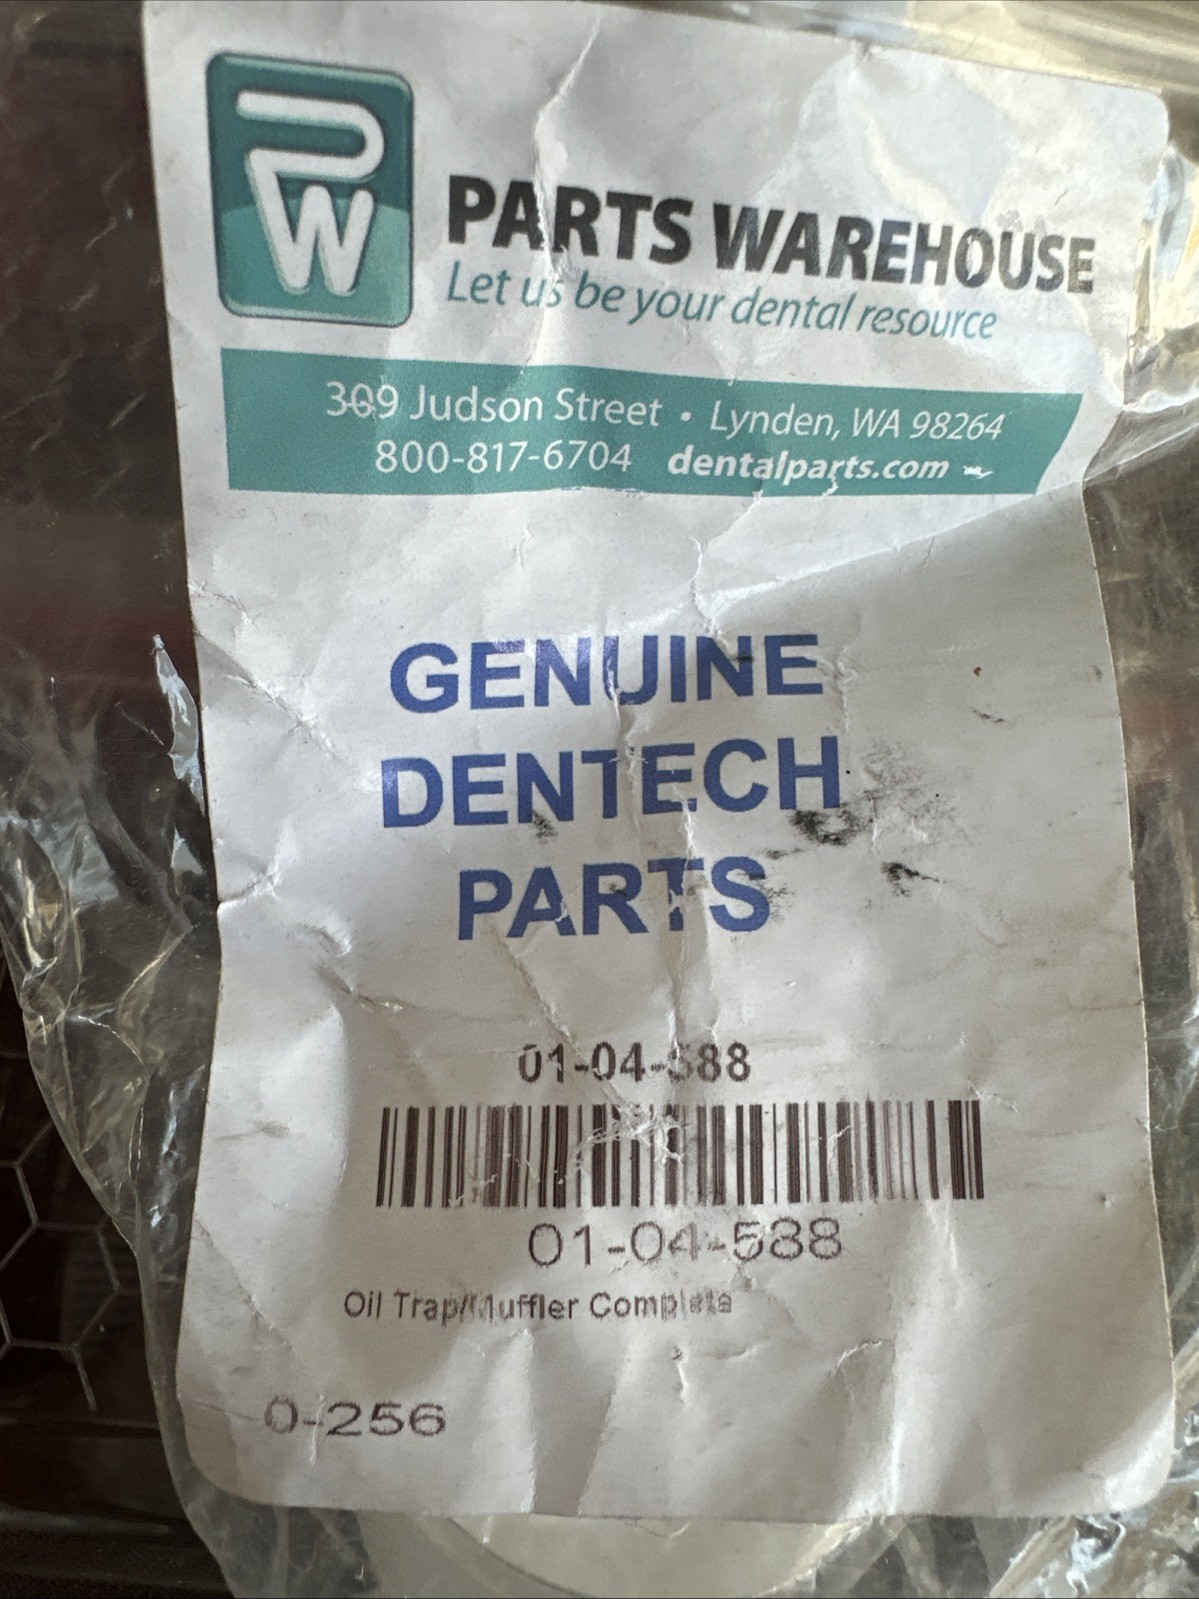 PW
PARTS WAREHOUSE
Let us be your dental resource
309 Judson Street • Lynden, WA 98264
800-817-6704 dentalparts.com
GENUINE
DENTECH
PARTS
01-04-588
01-04-588
Oil Trap/Muffler Complete
0-256